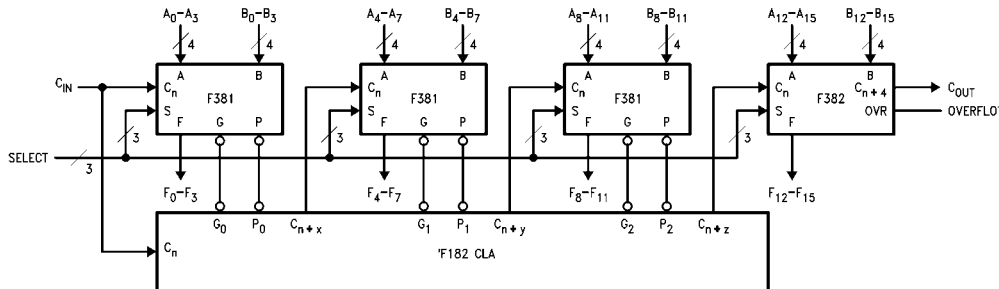 A0–A3 B0–B3 A4–A7 B4–B7 A8–A11 B8–B11 A12–A15 B12–B15
4 4 4 4 4 4 4 4
CIN
A B
Cn
F381
S
F G P
A B
Cn
F381
S
F G P
A B
Cn
F381
S
F G P
A B
Cn Cn+4
F382
S OVR
F
COUT
OVERFLO
3 3 3 3
SELECT
3
F0–F3 F4–F7 F8–F11 F12–F15
G0 P0 Cn+x G1 P1 Cn+y G2 P2 Cn+z
Cn
'F182 CLA